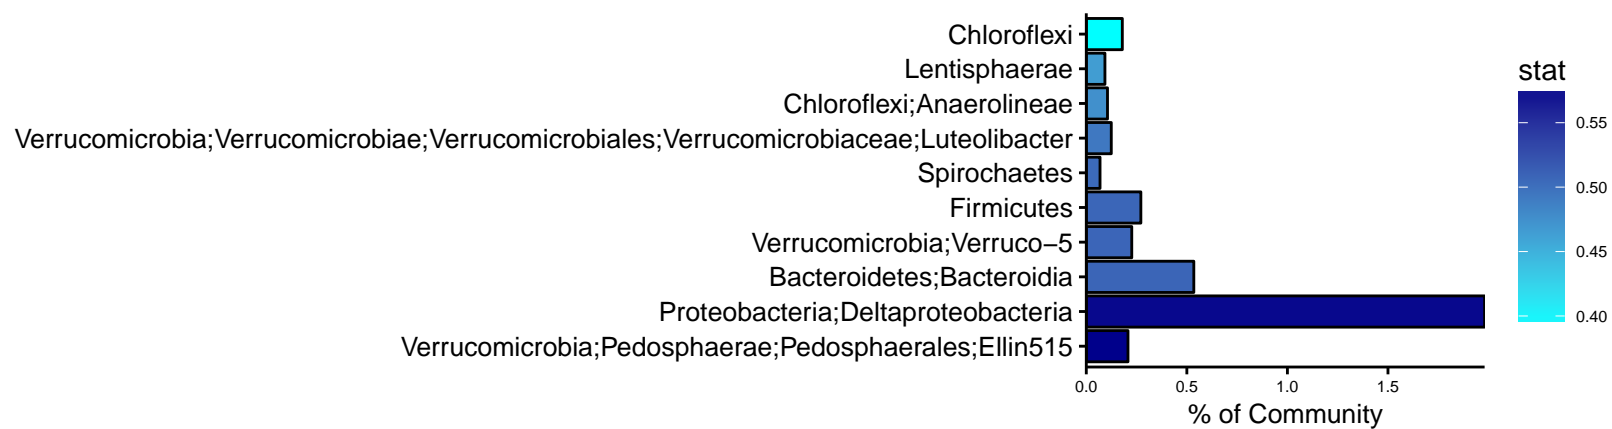 Chloroflexi
Lentisphaerae
Chloroflexi;Anaerolineae
Verrucomicrobia;Verrucomicrobiae;Verrucomicrobiales;Verrucomicrobiaceae;Luteolibacter
Spirochaetes
Firmicutes
Verrucomicrobia;Verruco−5
Bacteroidetes;Bacteroidia
Proteobacteria;Deltaproteobacteria
Verrucomicrobia;Pedosphaerae;Pedosphaerales;Ellin515
0.0 0.5 1.0 1.5
% of Community
stat
0.55
0.50
0.45
0.40